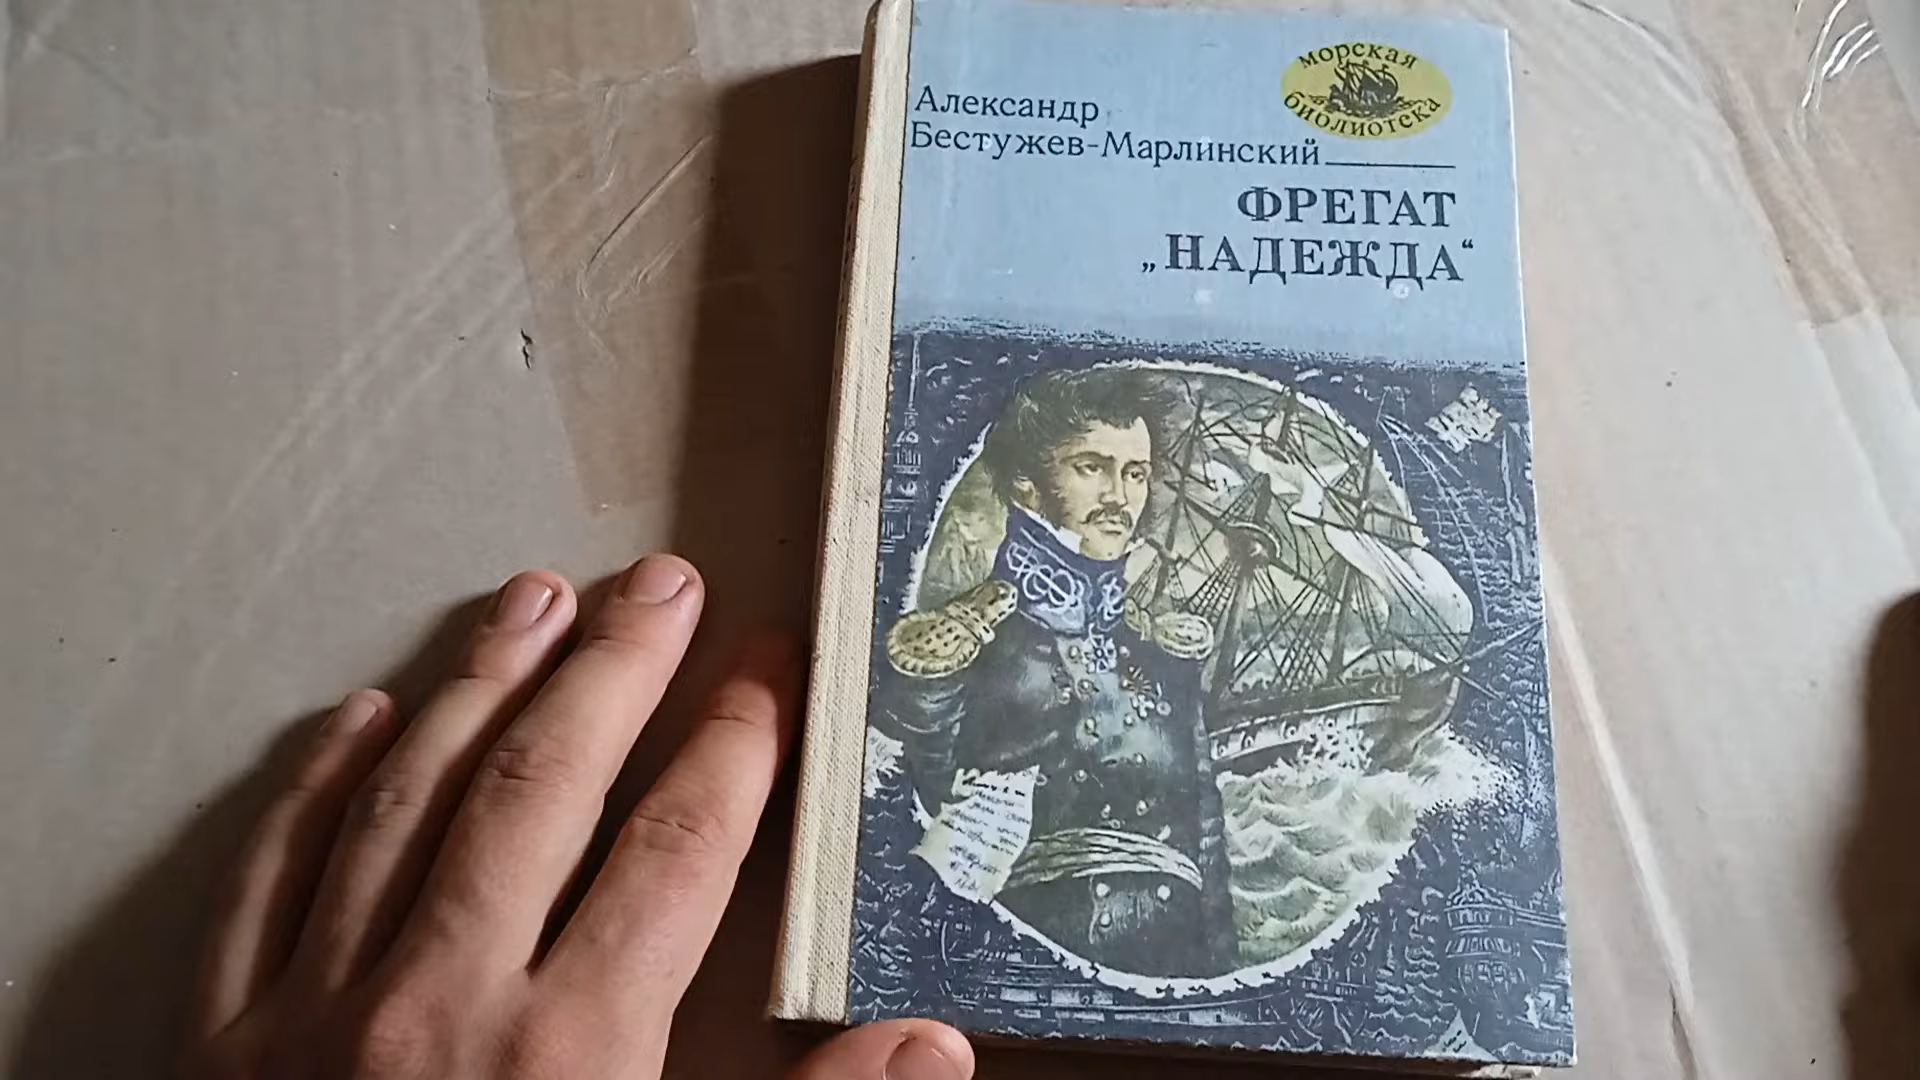 морская
библиотека
Александр
Бестужев-Марлинский
ФРЕГАТ
„НАДЕЖДА“